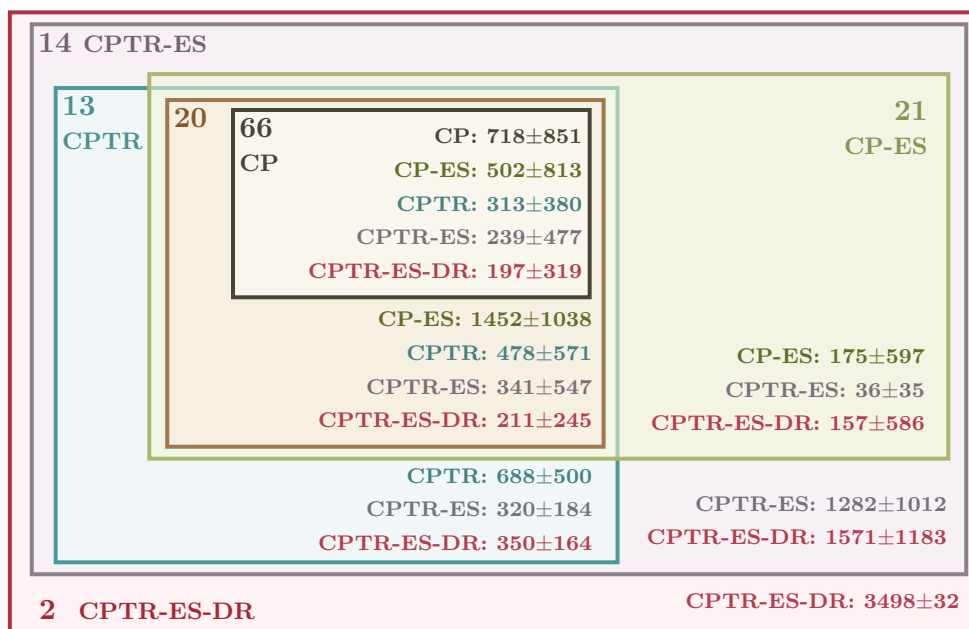 14 CPTR-ES
13
CPTR
20
66
CP
21
CP-ES
CP: 718±851
CP-ES: 502±813
CPTR: 313±380
CPTR-ES: 239±477
CPTR-ES-DR: 197±319
CP-ES: 1452±1038
CPTR: 478±571
CPTR-ES: 341±547
CPTR-ES-DR: 211±245
CP-ES: 175±597
CPTR-ES: 36±35
CPTR-ES-DR: 157±586
CPTR: 688±500
CPTR-ES: 320±184
CPTR-ES-DR: 350±164
CPTR-ES: 1282±1012
CPTR-ES-DR: 1571±1183
2 CPTR-ES-DR
CPTR-ES-DR: 3498±32